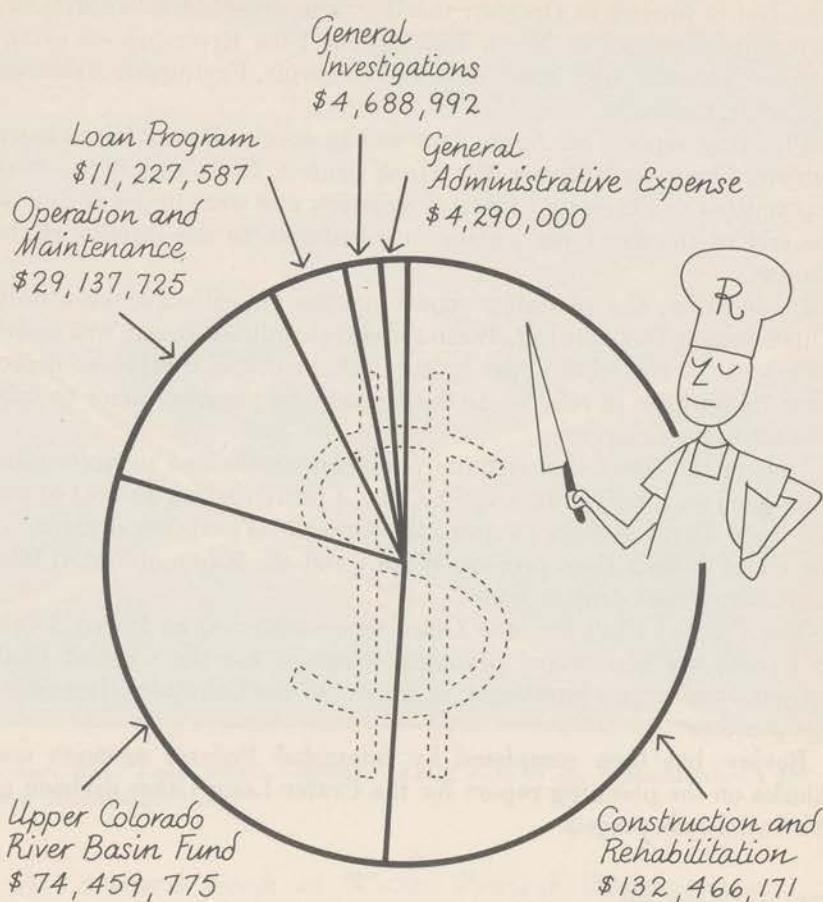 General
Investigations
$4,688,992
Loan Program
$11,227,587
General
Administrative Expense
$4,290,000
Operation and
Maintenance
$29,137,725
R
Upper Colorado
River Basin Fund
$74,459,775
Construction and
Rehabilitation
$132,466,171